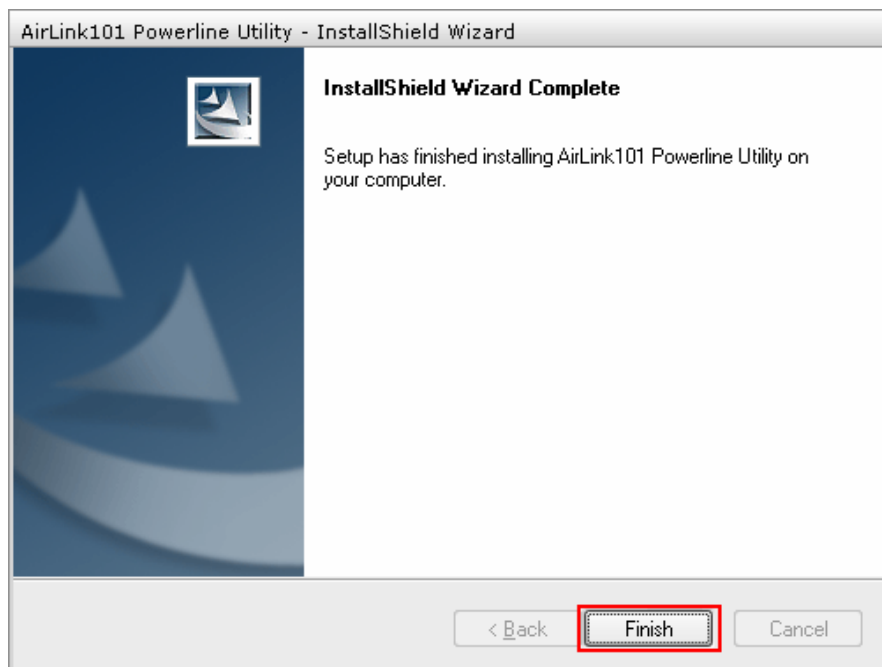 AirLink101 Powerline Utility - InstallShield Wizard
InstallShield Wizard Complete
Setup has finished installing AirLink101 Powerline Utility on
your computer.
< Back
Finish
Cancel